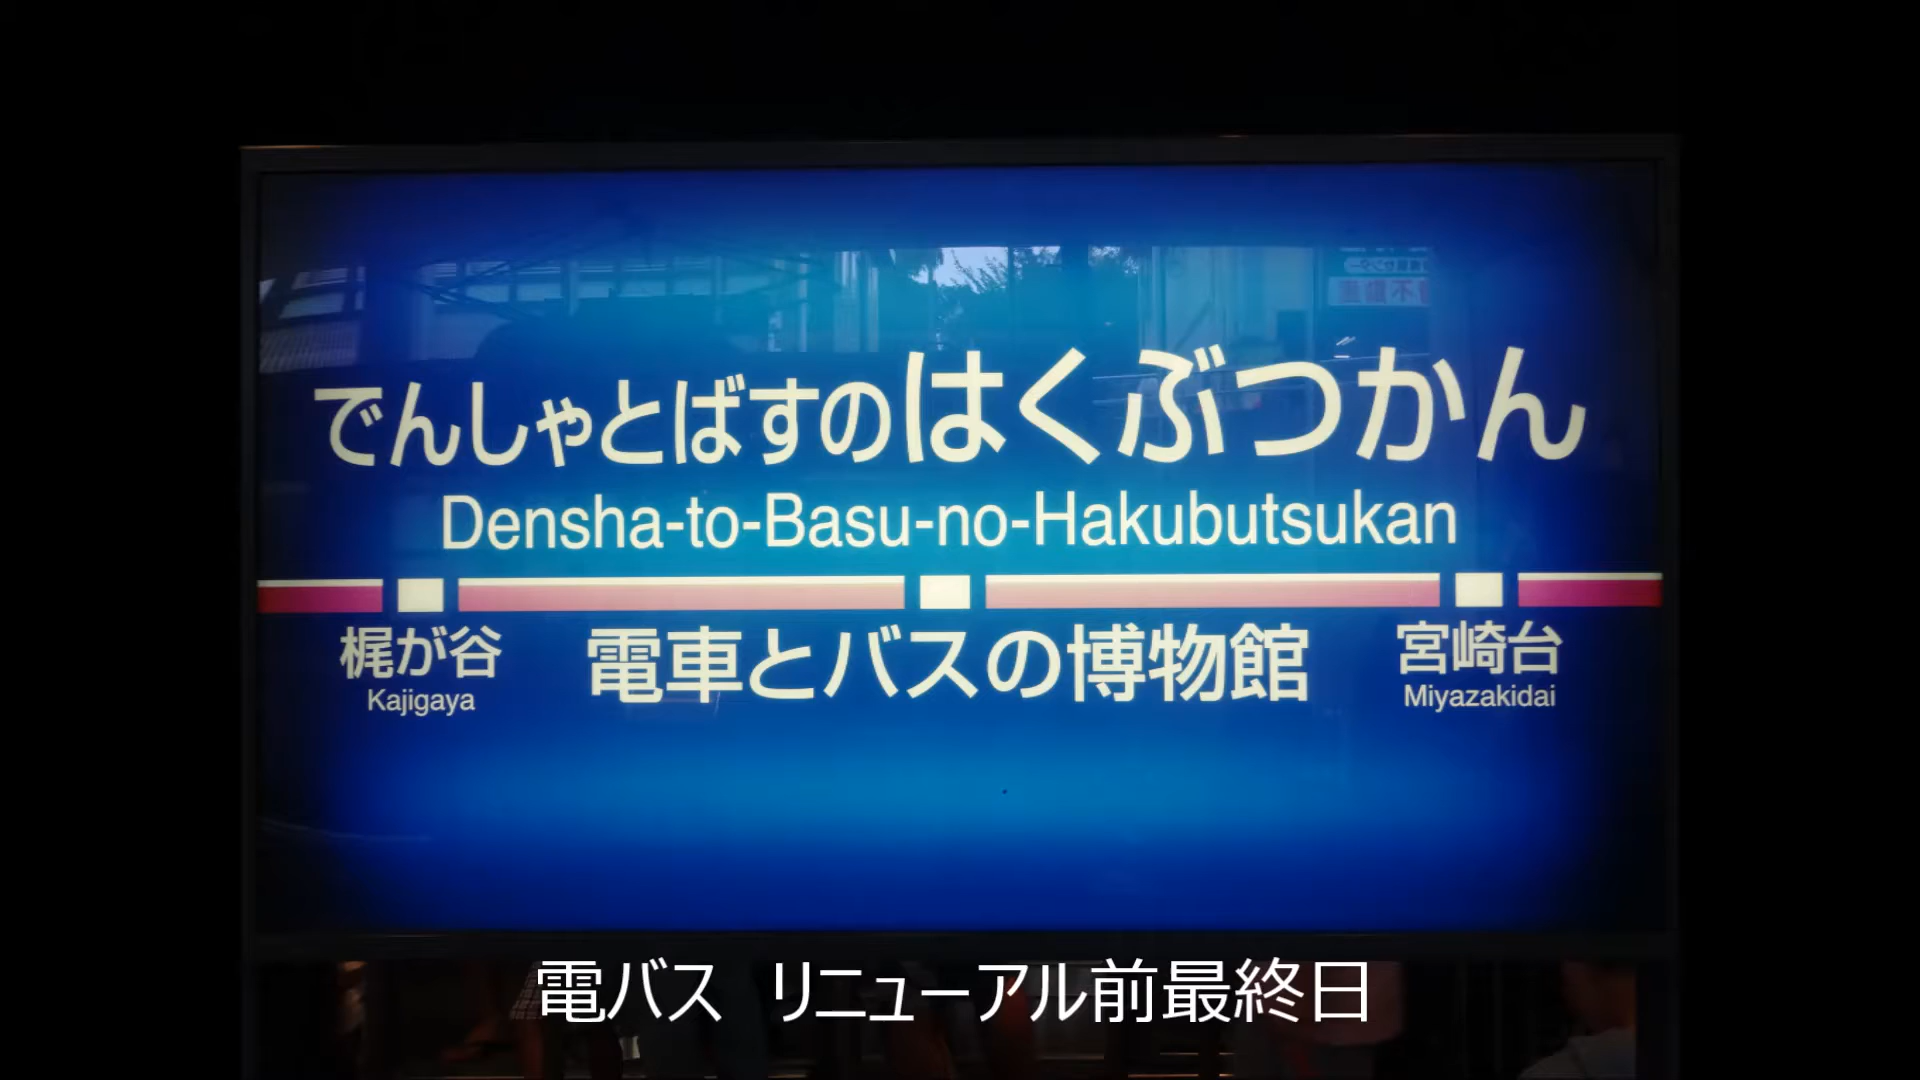 でんしゃとばすのはくぶつかん
Densha-to-Basu-no-Hakubutsukan
梶が谷 電車とバスの博物館 宮崎台
Kajigaya Miyazakidai
電バス リニューアル前最終日